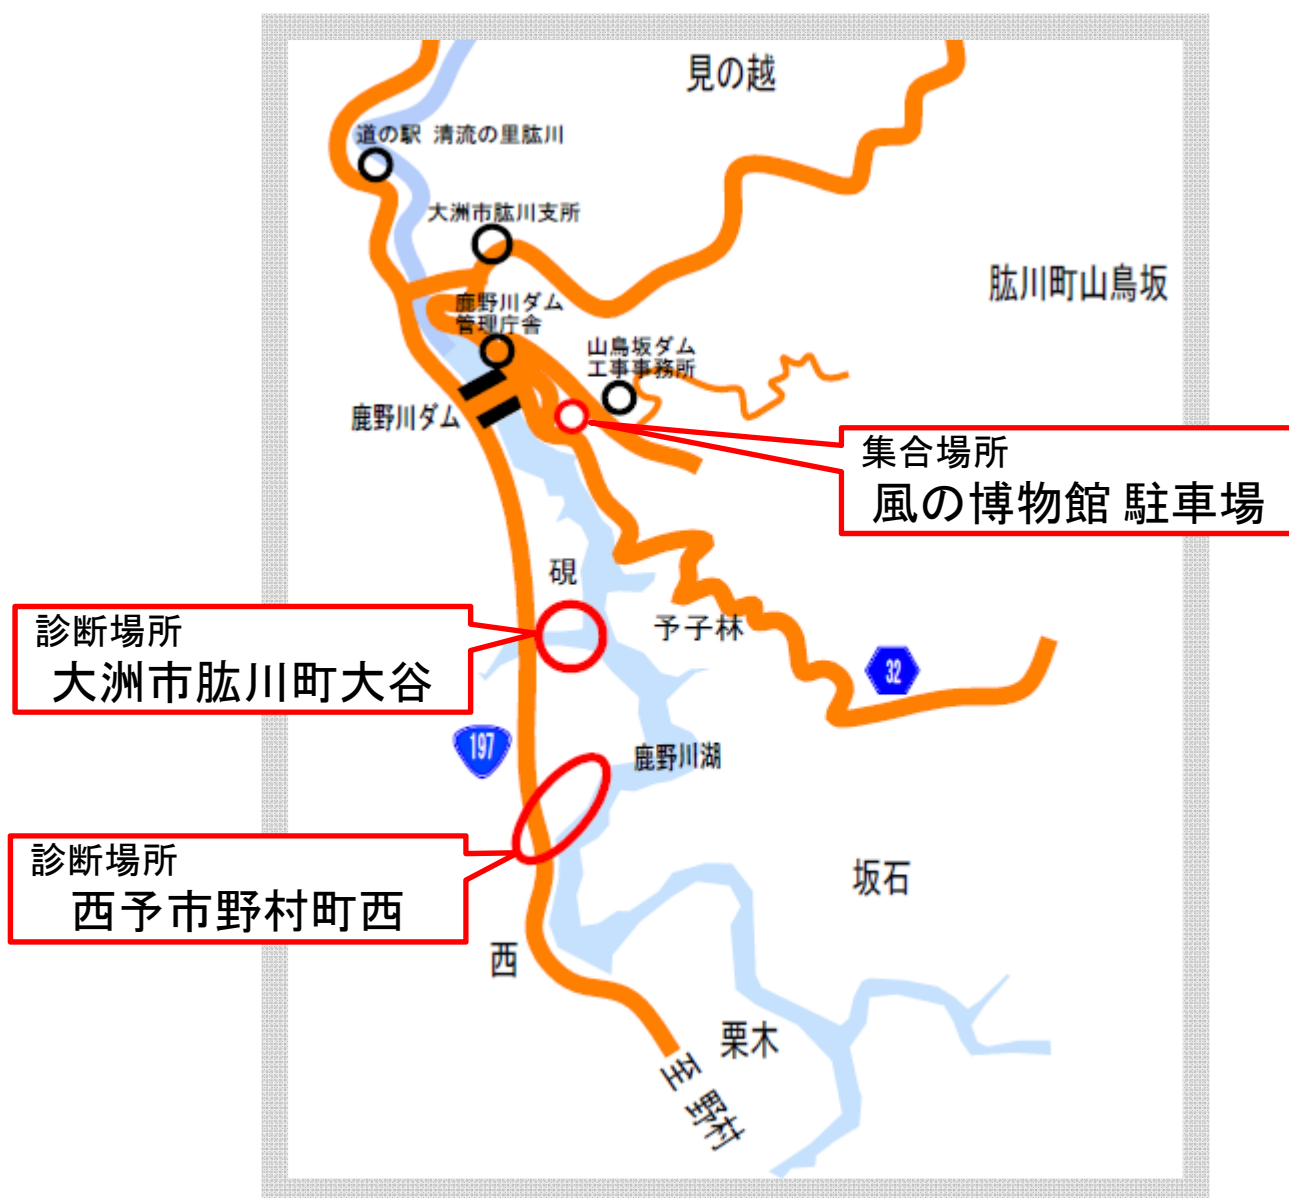 見の越
道の駅 清流の里肱川
大洲市肱川支所
肱川町山鳥坂
鹿野川ダム
管理庁舎
山鳥坂ダム
工事事務所
鹿野川ダム
集合場所
風の博物館 駐車場
硯
診断場所
大洲市肱川町大谷
予子林
32
197
鹿野川湖
診断場所
西予市野村町西
坂石
西
栗木
至 野村